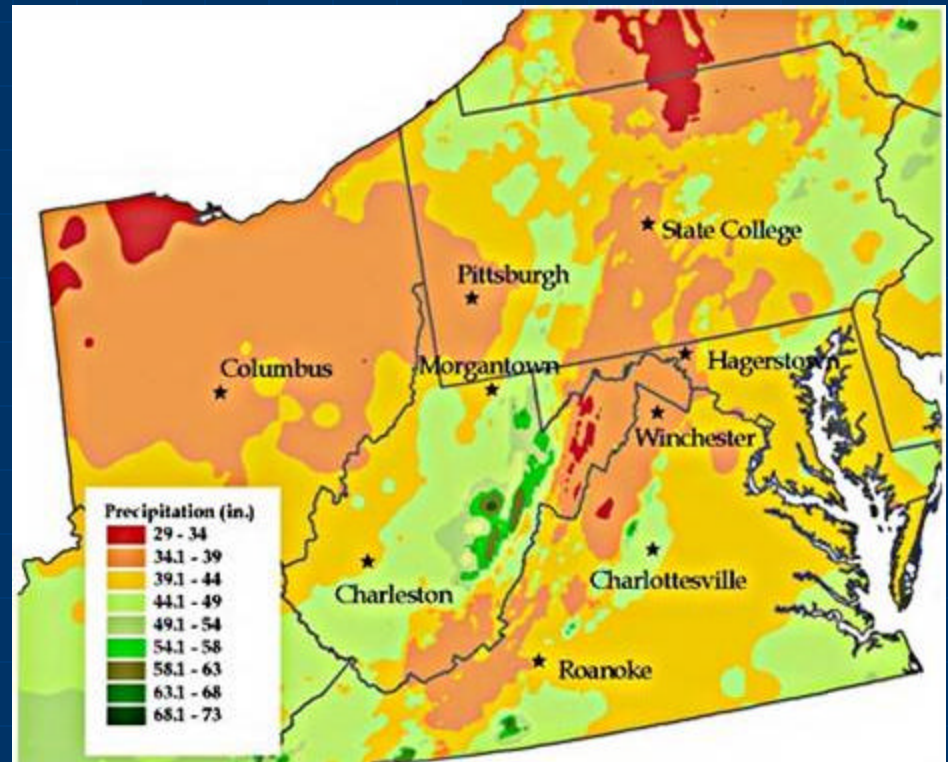 State College
Pittsburgh
Columbus
Morgantown
Hagerstown
Winchester
Precipitation (in.)
29 - 34
34.1 - 39
39.1 - 44
44.1 - 49
49.1 - 54
54.1 - 58
58.1 - 63
63.1 - 68
68.1 - 73
Charleston
Charlottesville
Roanoke